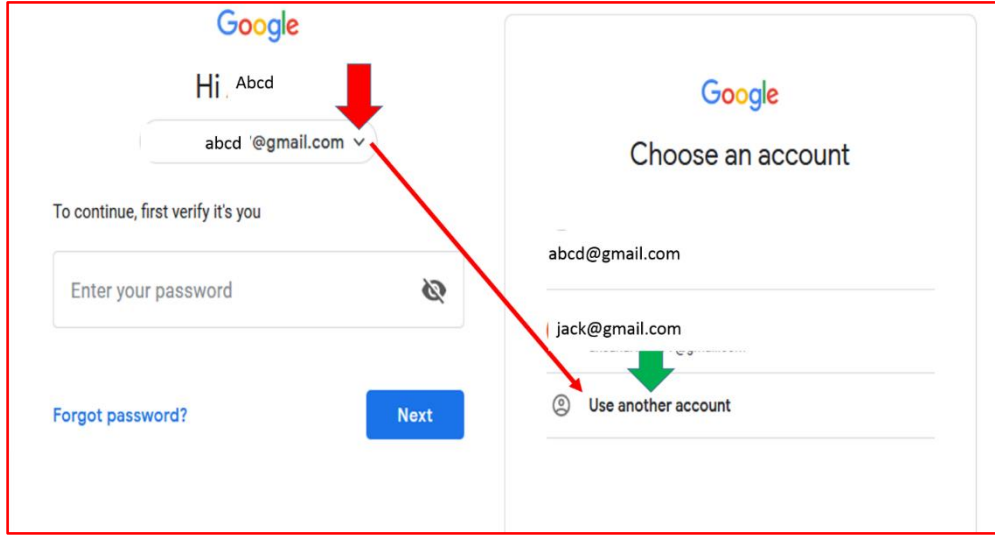 Google
Hi Abcd
abcd '@gmail.com
To continue, first verify it's you
Enter your password
Forgot password?
Next
Google
Choose an account
abcd@gmail.com
jack@gmail.com
Use another account